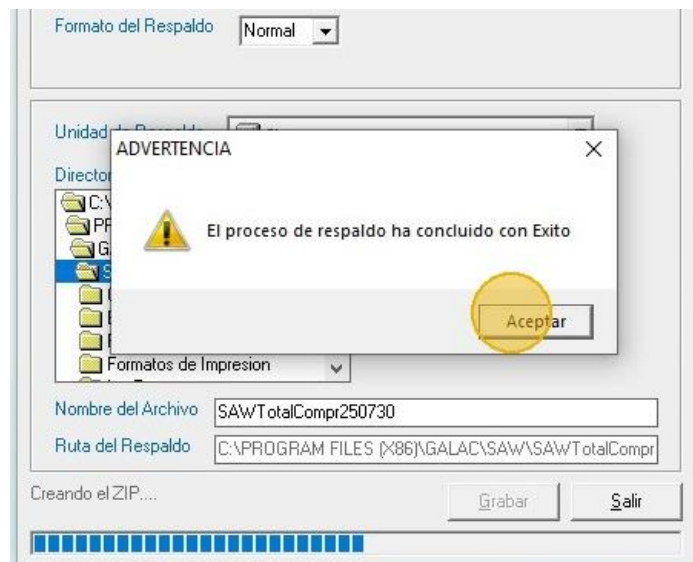 Formato del Respaldo
Normal
ADVERTENCIA
El proceso de respaldo ha concluido con Exito
Aceptar
Formatos de Impresion
Nombre del Archivo
SAWTotalCompr250730
Ruta del Respaldo
C:\PROGRAM FILES (X86)\GALAC\SAW\SAWTotalCompr
Creando el ZIP....
Grabar
Salir